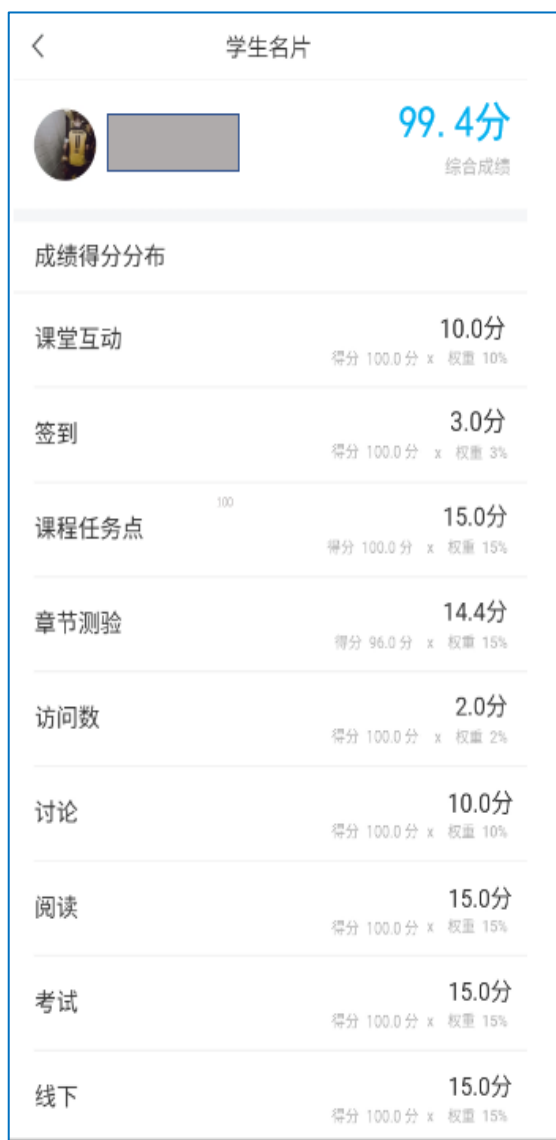 学生名片
99.4分
综合成绩
成绩得分分布
课堂互动
10.0分
得分 100.0分 x 权重 10%
签到
3.0分
得分 100.0分 x 权重 3%
100
课程任务点
15.0分
得分 100.0分 x 权重 15%
章节测验
14.4分
得分 96.0分 x 权重 15%
访问数
2.0分
得分 100.0分 x 权重 2%
讨论
10.0分
得分 100.0分 x 权重 10%
阅读
15.0分
得分 100.0分 x 权重 15%
考试
15.0分
得分 100.0分 x 权重 15%
线下
15.0分
得分 100.0分 x 权重 15%